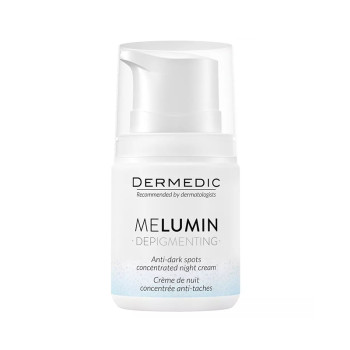 DERMEDIC
Recommended by dermatologists
MELUMIN
·DEPIGMENTING·
Anti-dark spots
concentrated night cream
Crème de nuit
concentrée anti-taches